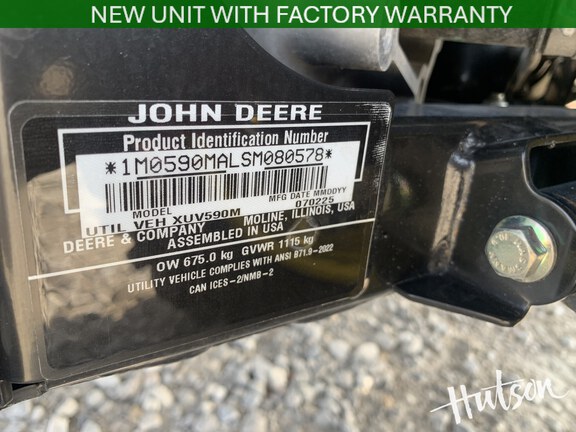 NEW UNIT WITH FACTORY WARRANTY
JOHN DEERE
Product Identification Number
*1M0590MALSM080578*
MODEL MFG DATE MMDDYY
UTIL VEH XUV590M 070225
DEERE & COMPANY MOLINE, ILLINOIS, USA
ASSEMBLED IN USA
OW 675.0 kg GVWR 1115 kg
UTILITY VEHICLE COMPLIES WITH ANSI B71.9-2022
CAN ICES-2/NMB-2
Hutson